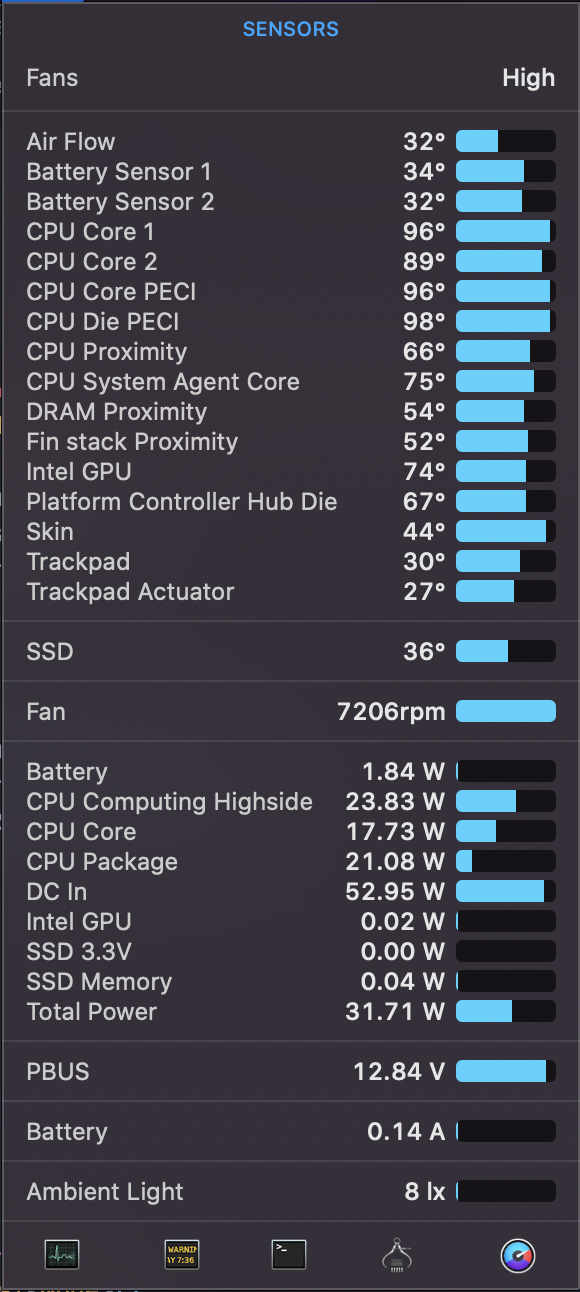 SENSORS
Fans High
Air Flow 32°
Battery Sensor 1 34°
Battery Sensor 2 32°
CPU Core 1 96°
CPU Core 2 89°
CPU Core PECI 96°
CPU Die PECI 98°
CPU Proximity 66°
CPU System Agent Core 75°
DRAM Proximity 54°
Fin stack Proximity 52°
Intel GPU 74°
Platform Controller Hub Die 67°
Skin 44°
Trackpad 30°
Trackpad Actuator 27°
SSD 36°
Fan 7206rpm
Battery 1.84 W
CPU Computing Highside 23.83 W
CPU Core 17.73 W
CPU Package 21.08 W
DC In 52.95 W
Intel GPU 0.02 W
SSD 3.3V 0.00 W
SSD Memory 0.04 W
Total Power 31.71 W
PBUS 12.84 V
Battery 0.14 A
Ambient Light 8 lx
WARNIN
AY 7:36
>_